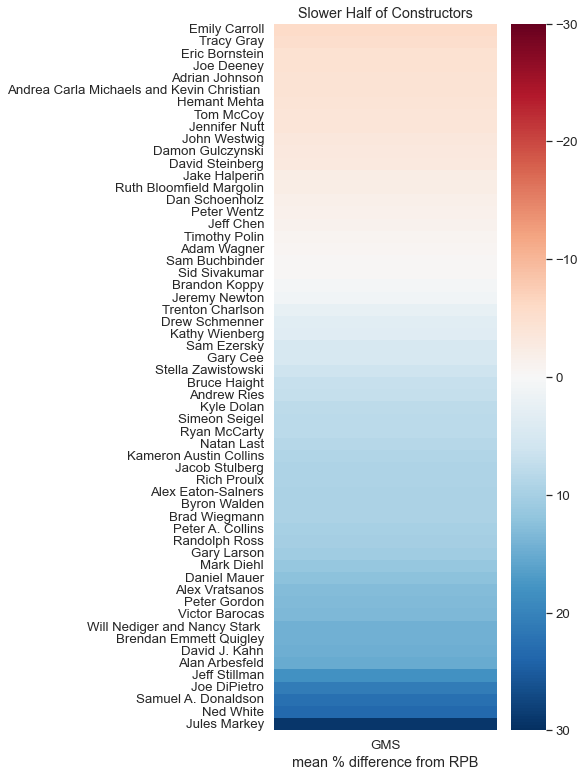 Slower Half of Constructors
Emily Carroll
Tracy Gray
Eric Bornstein
Joe Deeney
Adrian Johnson
Andrea Carla Michaels and Kevin Christian
Hemant Mehta
Tom McCoy
Jennifer Nutt
John Westwig
Damon Gulczynski
David Steinberg
Jake Halperin
Ruth Bloomfield Margolin
Dan Schoenholz
Peter Wentz
Jeff Chen
Timothy Polin
Adam Wagner
Sam Buchbinder
Sid Sivakumar
Brandon Koppy
Jeremy Newton
Trenton Charlson
Drew Schmenner
Kathy Wienberg
Sam Ezersky
Gary Cee
Stella Zawistowski
Bruce Haight
Andrew Ries
Kyle Dolan
Simeon Seigel
Ryan McCarty
Natan Last
Kameron Austin Collins
Jacob Stulberg
Rich Proulx
Alex Eaton-Salners
Byron Walden
Brad Wiegmann
Peter A. Collins
Randolph Ross
Gary Larson
Mark Diehl
Daniel Mauer
Alex Vratsanos
Peter Gordon
Victor Barocas
Will Nediger and Nancy Stark
Brendan Emmett Quigley
David J. Kahn
Alan Arbesfeld
Jeff Stillman
Joe DiPietro
Samuel A. Donaldson
Ned White
Jules Markey
GMS
mean % difference from RPB
−30
−20
−10
0
10
20
30